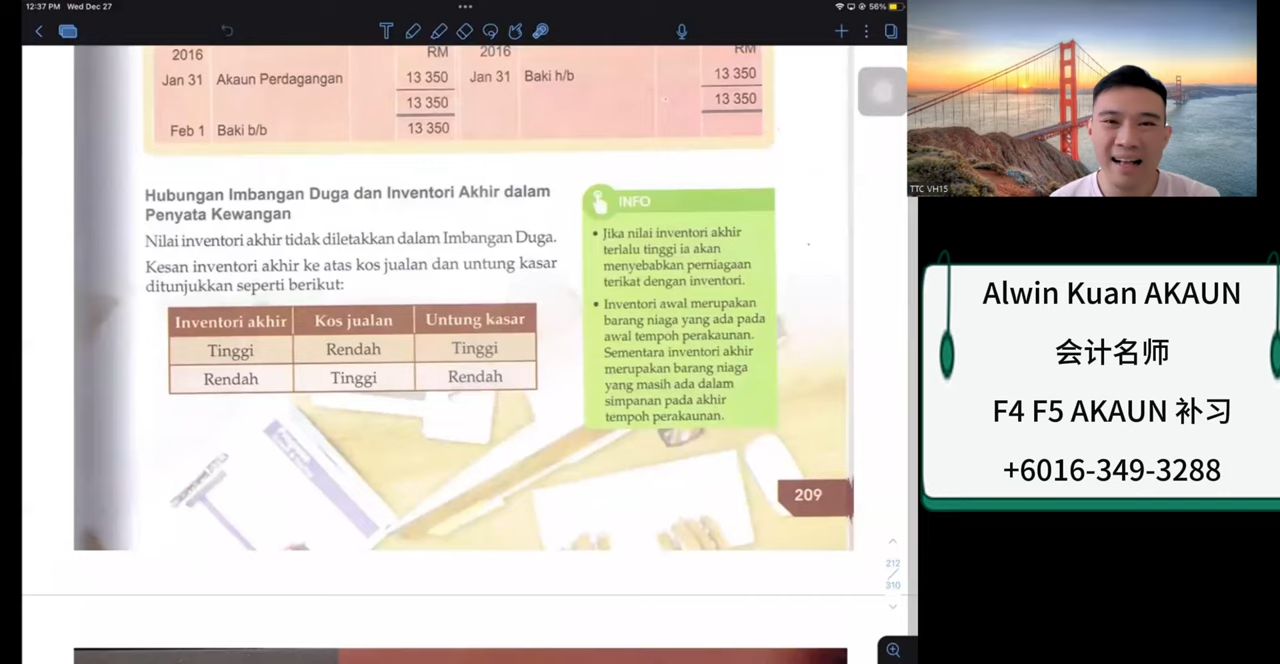 12:37 PM Wed Dec 27
56%
2016 RM 2016 RM
Jan 31 Akaun Perdagangan 13 350 Jan 31 Baki h/b 13 350
13 350 13 350
Feb 1 Baki b/b 13 350
Hubungan Imbangan Duga dan Inventori Akhir dalam
Penyata Kewangan
Nilai inventori akhir tidak diletakkan dalam Imbangan Duga.
Kesan inventori akhir ke atas kos jualan dan untung kasar
ditunjukkan seperti berikut:
Inventori akhir Kos jualan Untung kasar
Tinggi Rendah Tinggi
Rendah Tinggi Rendah
INFO
• Jika nilai inventori akhir
terlalu tinggi ia akan
menyebabkan perniagaan
terikat dengan inventori.
• Inventori awal merupakan
barang niaga yang ada pada
awal tempoh perakaunan.
Sementara inventori akhir
merupakan barang niaga
yang masih ada dalam
simpanan pada akhir
tempoh perakaunan.
209
212
310
TTC VH15
Alwin Kuan AKAUN
会计名师
F4 F5 AKAUN 补习
+6016-349-3288